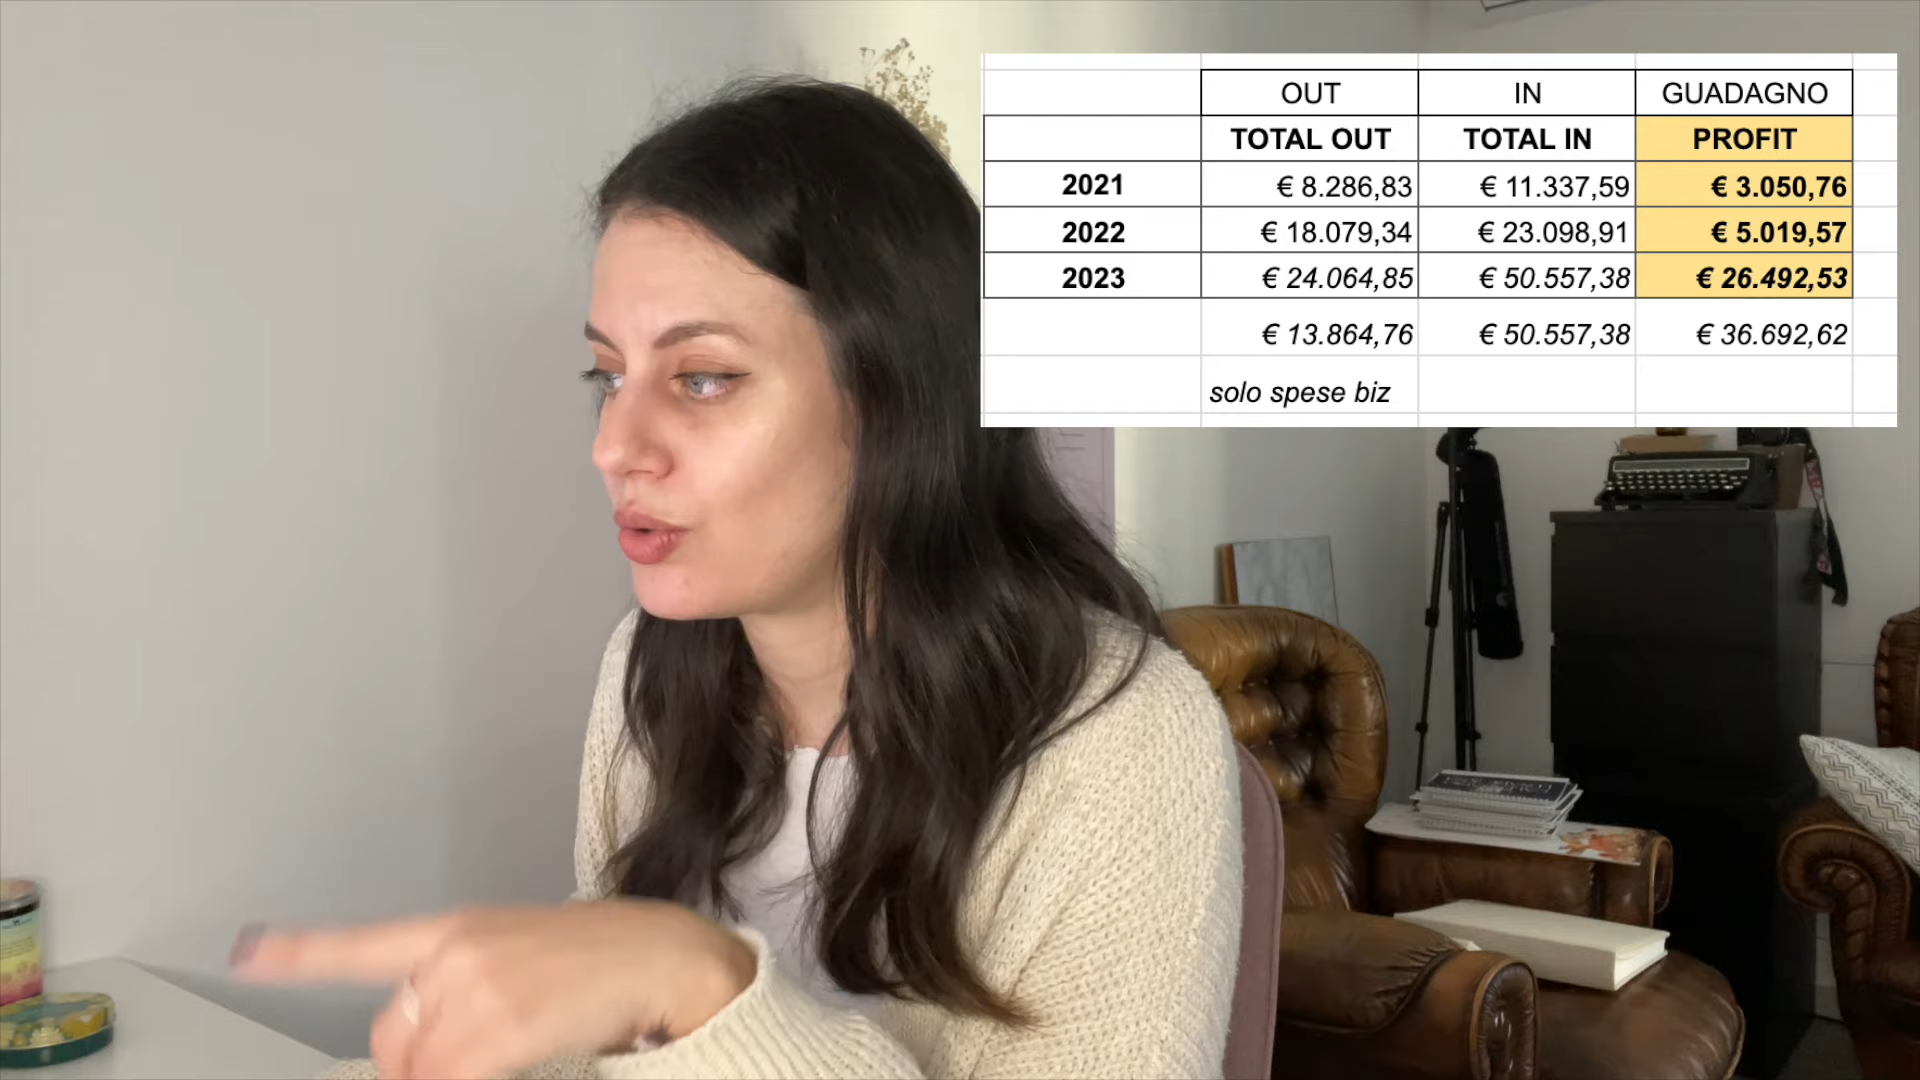 OUT IN GUADAGNO
TOTAL OUT TOTAL IN PROFIT
2021 € 8.286,83 € 11.337,59 € 3.050,76
2022 € 18.079,34 € 23.098,91 € 5.019,57
2023 € 24.064,85 € 50.557,38 € 26.492,53
€ 13.864,76 € 50.557,38 € 36.692,62
solo spese biz